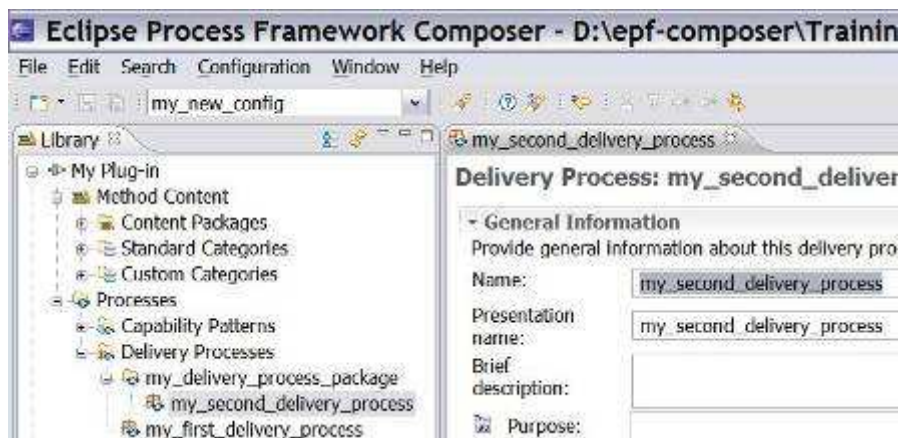 Eclipse Process Framework Composer - D:\epf-composer\Trainin
File Edit Search Configuration Window Help
my_new_config
Library
My Plug-in
Method Content
Content Packages
Standard Categories
Custom Categories
Processes
Capability Patterns
Delivery Processes
my_delivery_process_package
my_second_delivery_process
my_first_delivery_process
my_second_delivery_process
Delivery Process: my_second_deliver
General Information
Provide general information about this delivery pro
Name:
my_second_delivery_process
Presentation
name:
my_second_delivery_process
Brief
description:
Purpose: